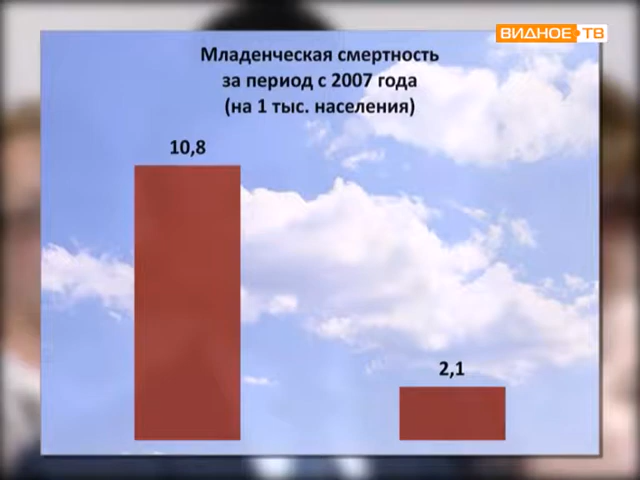 ВИДНОЕ ТВ
Младенческая смертность
за период с 2007 года
(на 1 тыс. населения)
10,8
2,1